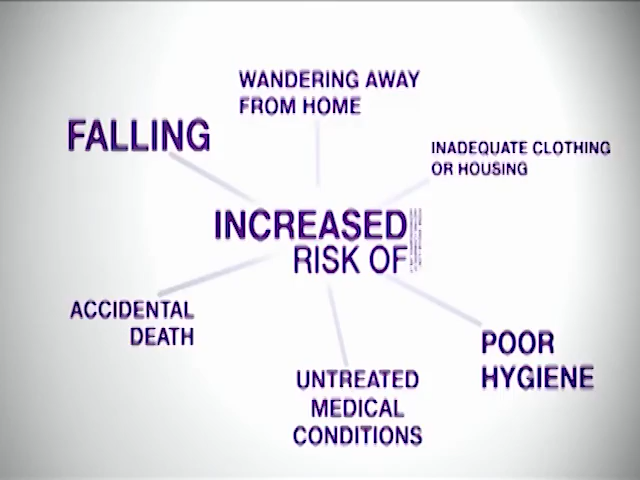 WANDERING AWAY
FROM HOME
FALLING
INADEQUATE CLOTHING
OR HOUSING
INCREASED
RISK OF
ACCIDENTAL
DEATH
POOR
HYGIENE
UNTREATED
MEDICAL
CONDITIONS